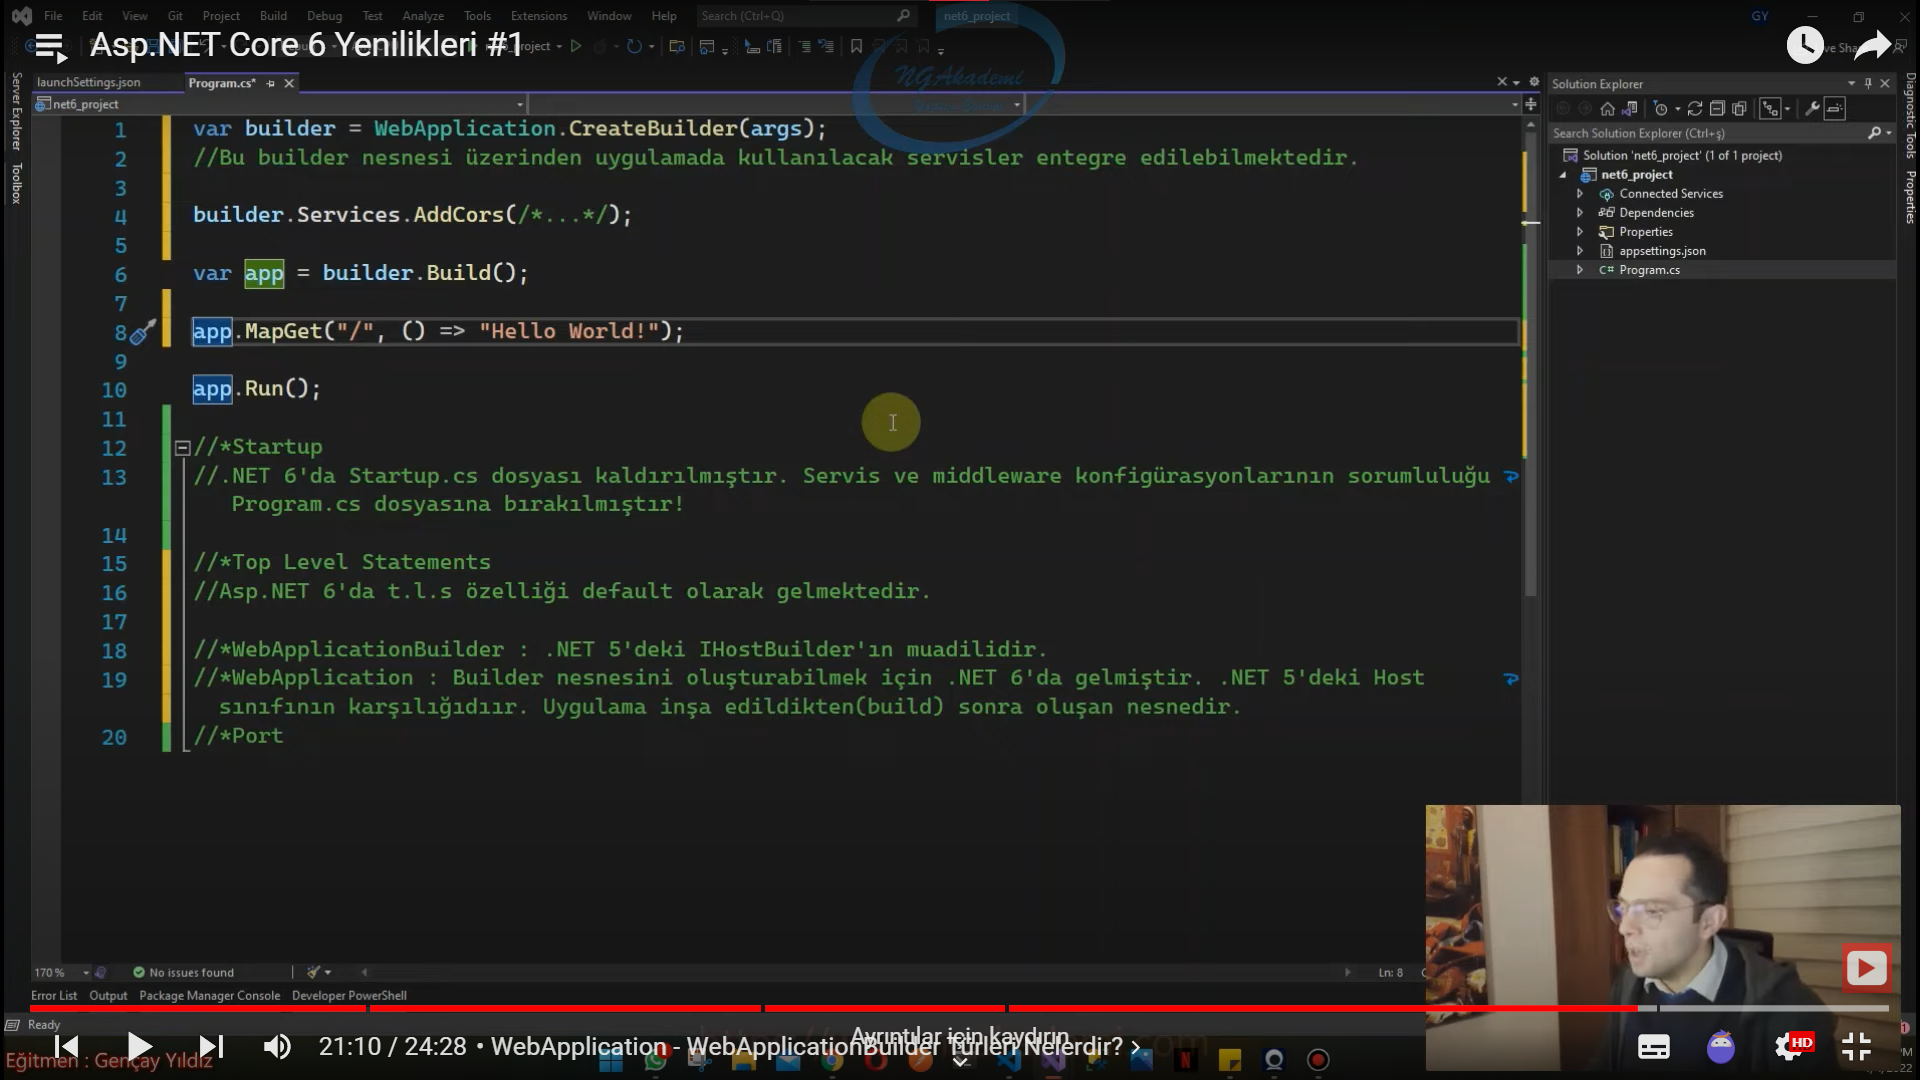 File Edit View Git Project Build Debug Test Analyze Tools Extensions Window Help Search (Ctrl+Q) net6_project GY
Asp.NET Core 6 Yenilikleri #1
launchSettings.json Program.cs*
NGAkademi
net6_project
1 var builder = WebApplication.CreateBuilder(args);
2 //Bu builder nesnesi üzerinden uygulamada kullanılacak servisler entegre edilebilmektedir.
3
4 builder.Services.AddCors(/*...*/);
5
6 var app = builder.Build();
7
8 app.MapGet("/", () => "Hello World!");
9
10 app.Run();
11
12 //*Startup
13 //.NET 6'da Startup.cs dosyası kaldırılmıştır. Servis ve middleware konfigürasyonlarının sorumluluğu
Program.cs dosyasına bırakılmıştır!
14
15 //*Top Level Statements
16 //Asp.NET 6'da t.l.s özelliği default olarak gelmektedir.
17
18 //*WebApplicationBuilder : .NET 5'deki IHostBuilder'ın muadilidir.
19 //*WebApplication : Builder nesnesini oluşturabilmek için .NET 6'da gelmiştir. .NET 5'deki Host
sınıfının karşılığıdıır. Uygulama inşa edildikten(build) sonra oluşan nesnedir.
20 //*Port
Server Explorer
Toolbox
Solution Explorer
Search Solution Explorer (Ctrl+ş)
Solution 'net6_project' (1 of 1 project)
net6_project
Connected Services
Dependencies
Properties
appsettings.json
C# Program.cs
Diagnostic Tools
Properties
170 % No issues found Ln: 8
Error List Output Package Manager Console Developer PowerShell
Ready
Ayrıntılar için kaydırın
21:10 / 24:28 • WebApplication - WebApplicationBuilder Türleri Nelerdir?
HD
Eğitmen : Gençay Yıldız